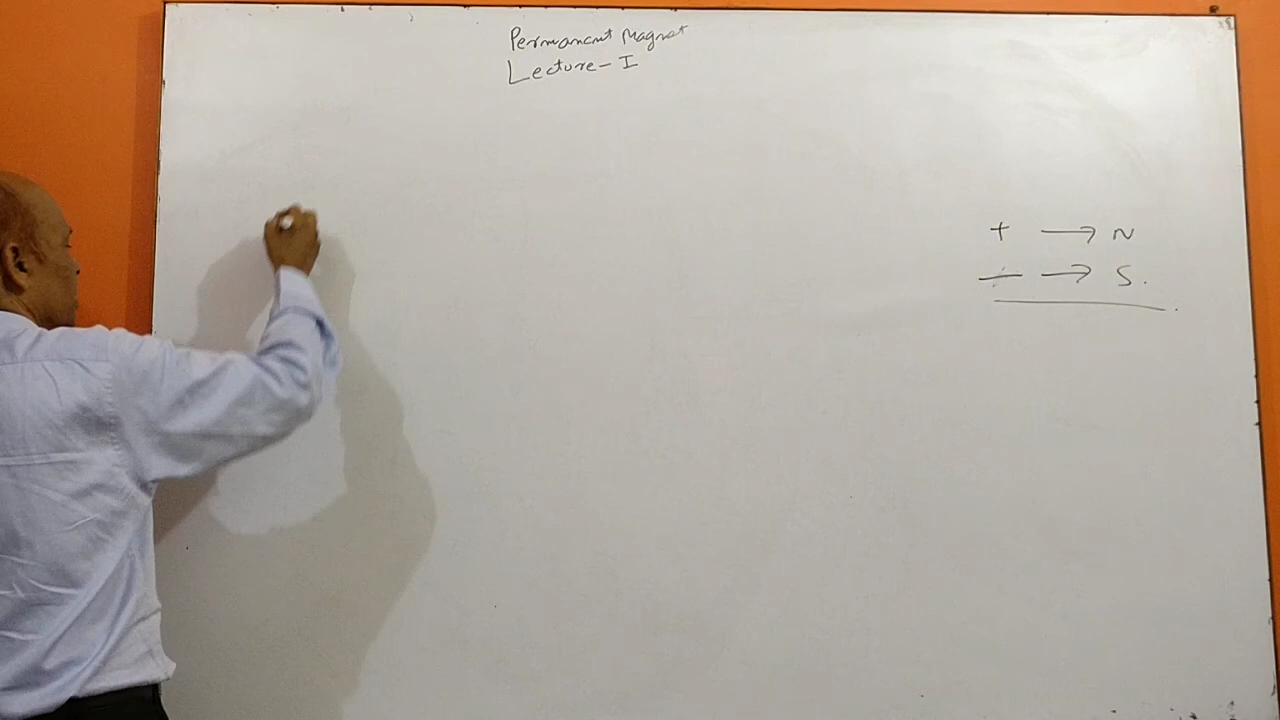 Permanent Magnet
Lecture - I
+ → N
- → S.